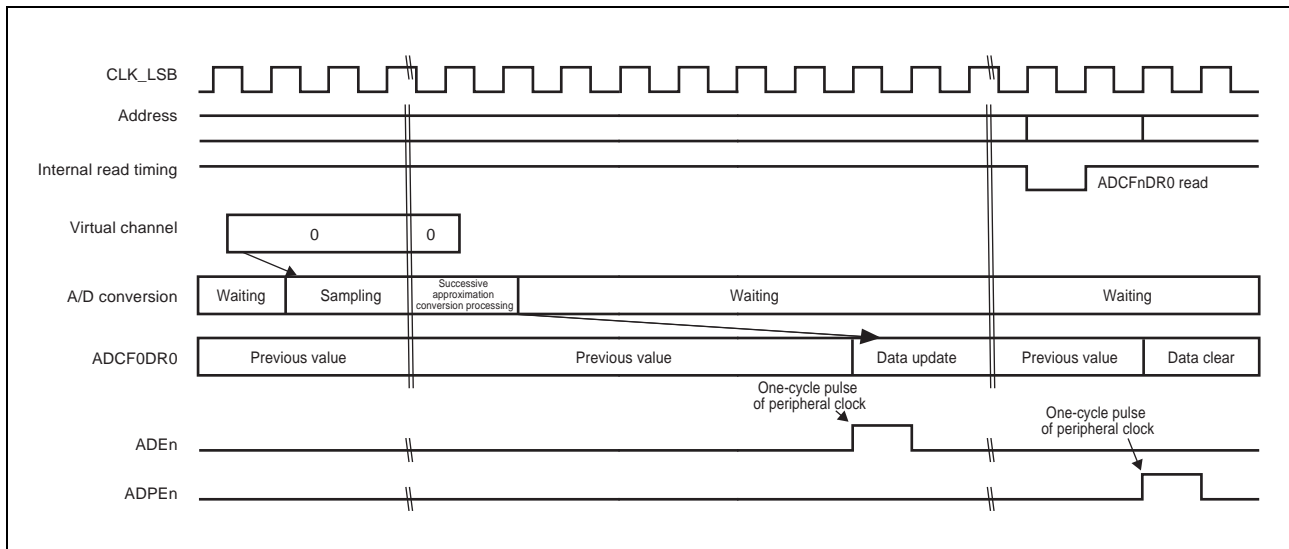 CLK_LSB
Address
Internal read timing
ADCFnDR0 read
Virtual channel
0
0
A/D conversion
Waiting
Sampling
Successive
approximation
conversion processing
Waiting
Waiting
ADCF0DR0
Previous value
Previous value
Data update
Previous value
Data clear
One-cycle pulse
of peripheral clock
One-cycle pulse
of peripheral clock
ADEn
ADPEn